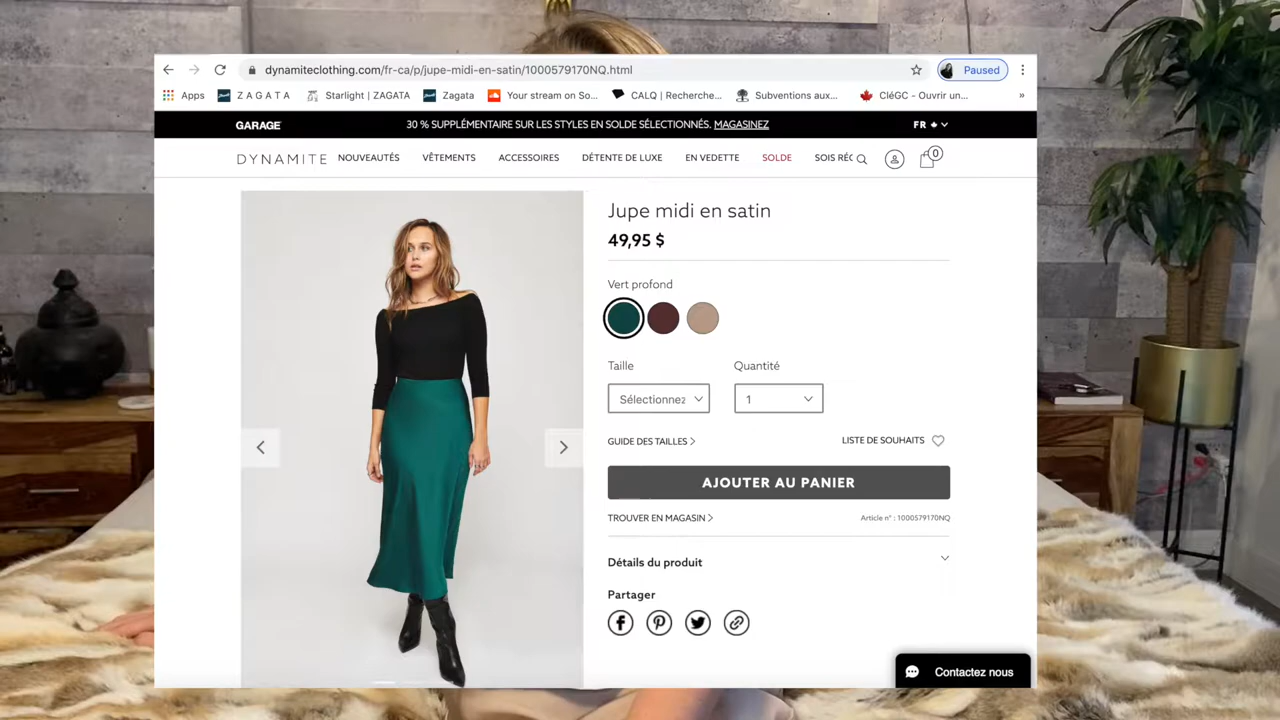 dynamiteclothing.com/fr-ca/p/jupe-midi-en-satin/1000579170NQ.html
Paused
Apps
Z A G A T A
Starlight | ZAGATA
Zagata
Your stream on So...
CALQ | Recherche...
Subventions aux...
CléGC - Ouvrir un...
»
GARAGE
30 % SUPPLÉMENTAIRE SUR LES STYLES EN SOLDE SÉLECTIONNÉS. MAGASINEZ
FR
DYNAMITE
NOUVEAUTÉS
VÊTEMENTS
ACCESSOIRES
DÉTENTE DE LUXE
EN VEDETTE
SOLDE
SOIS RÉC
0
Jupe midi en satin
49,95 $
Vert profond
Taille
Quantité
Sélectionnez
1
GUIDE DES TAILLES
LISTE DE SOUHAITS
AJOUTER AU PANIER
TROUVER EN MAGASIN
Article n° : 1000579170NQ
Détails du produit
Partager
Contactez nous